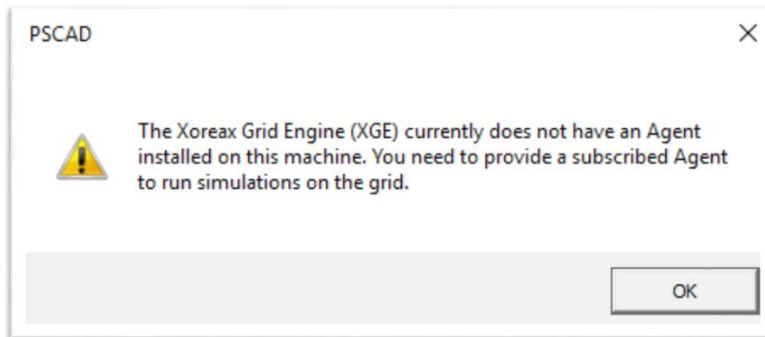 PSCAD
The Xoreax Grid Engine (XGE) currently does not have an Agent
installed on this machine. You need to provide a subscribed Agent
to run simulations on the grid.
OK